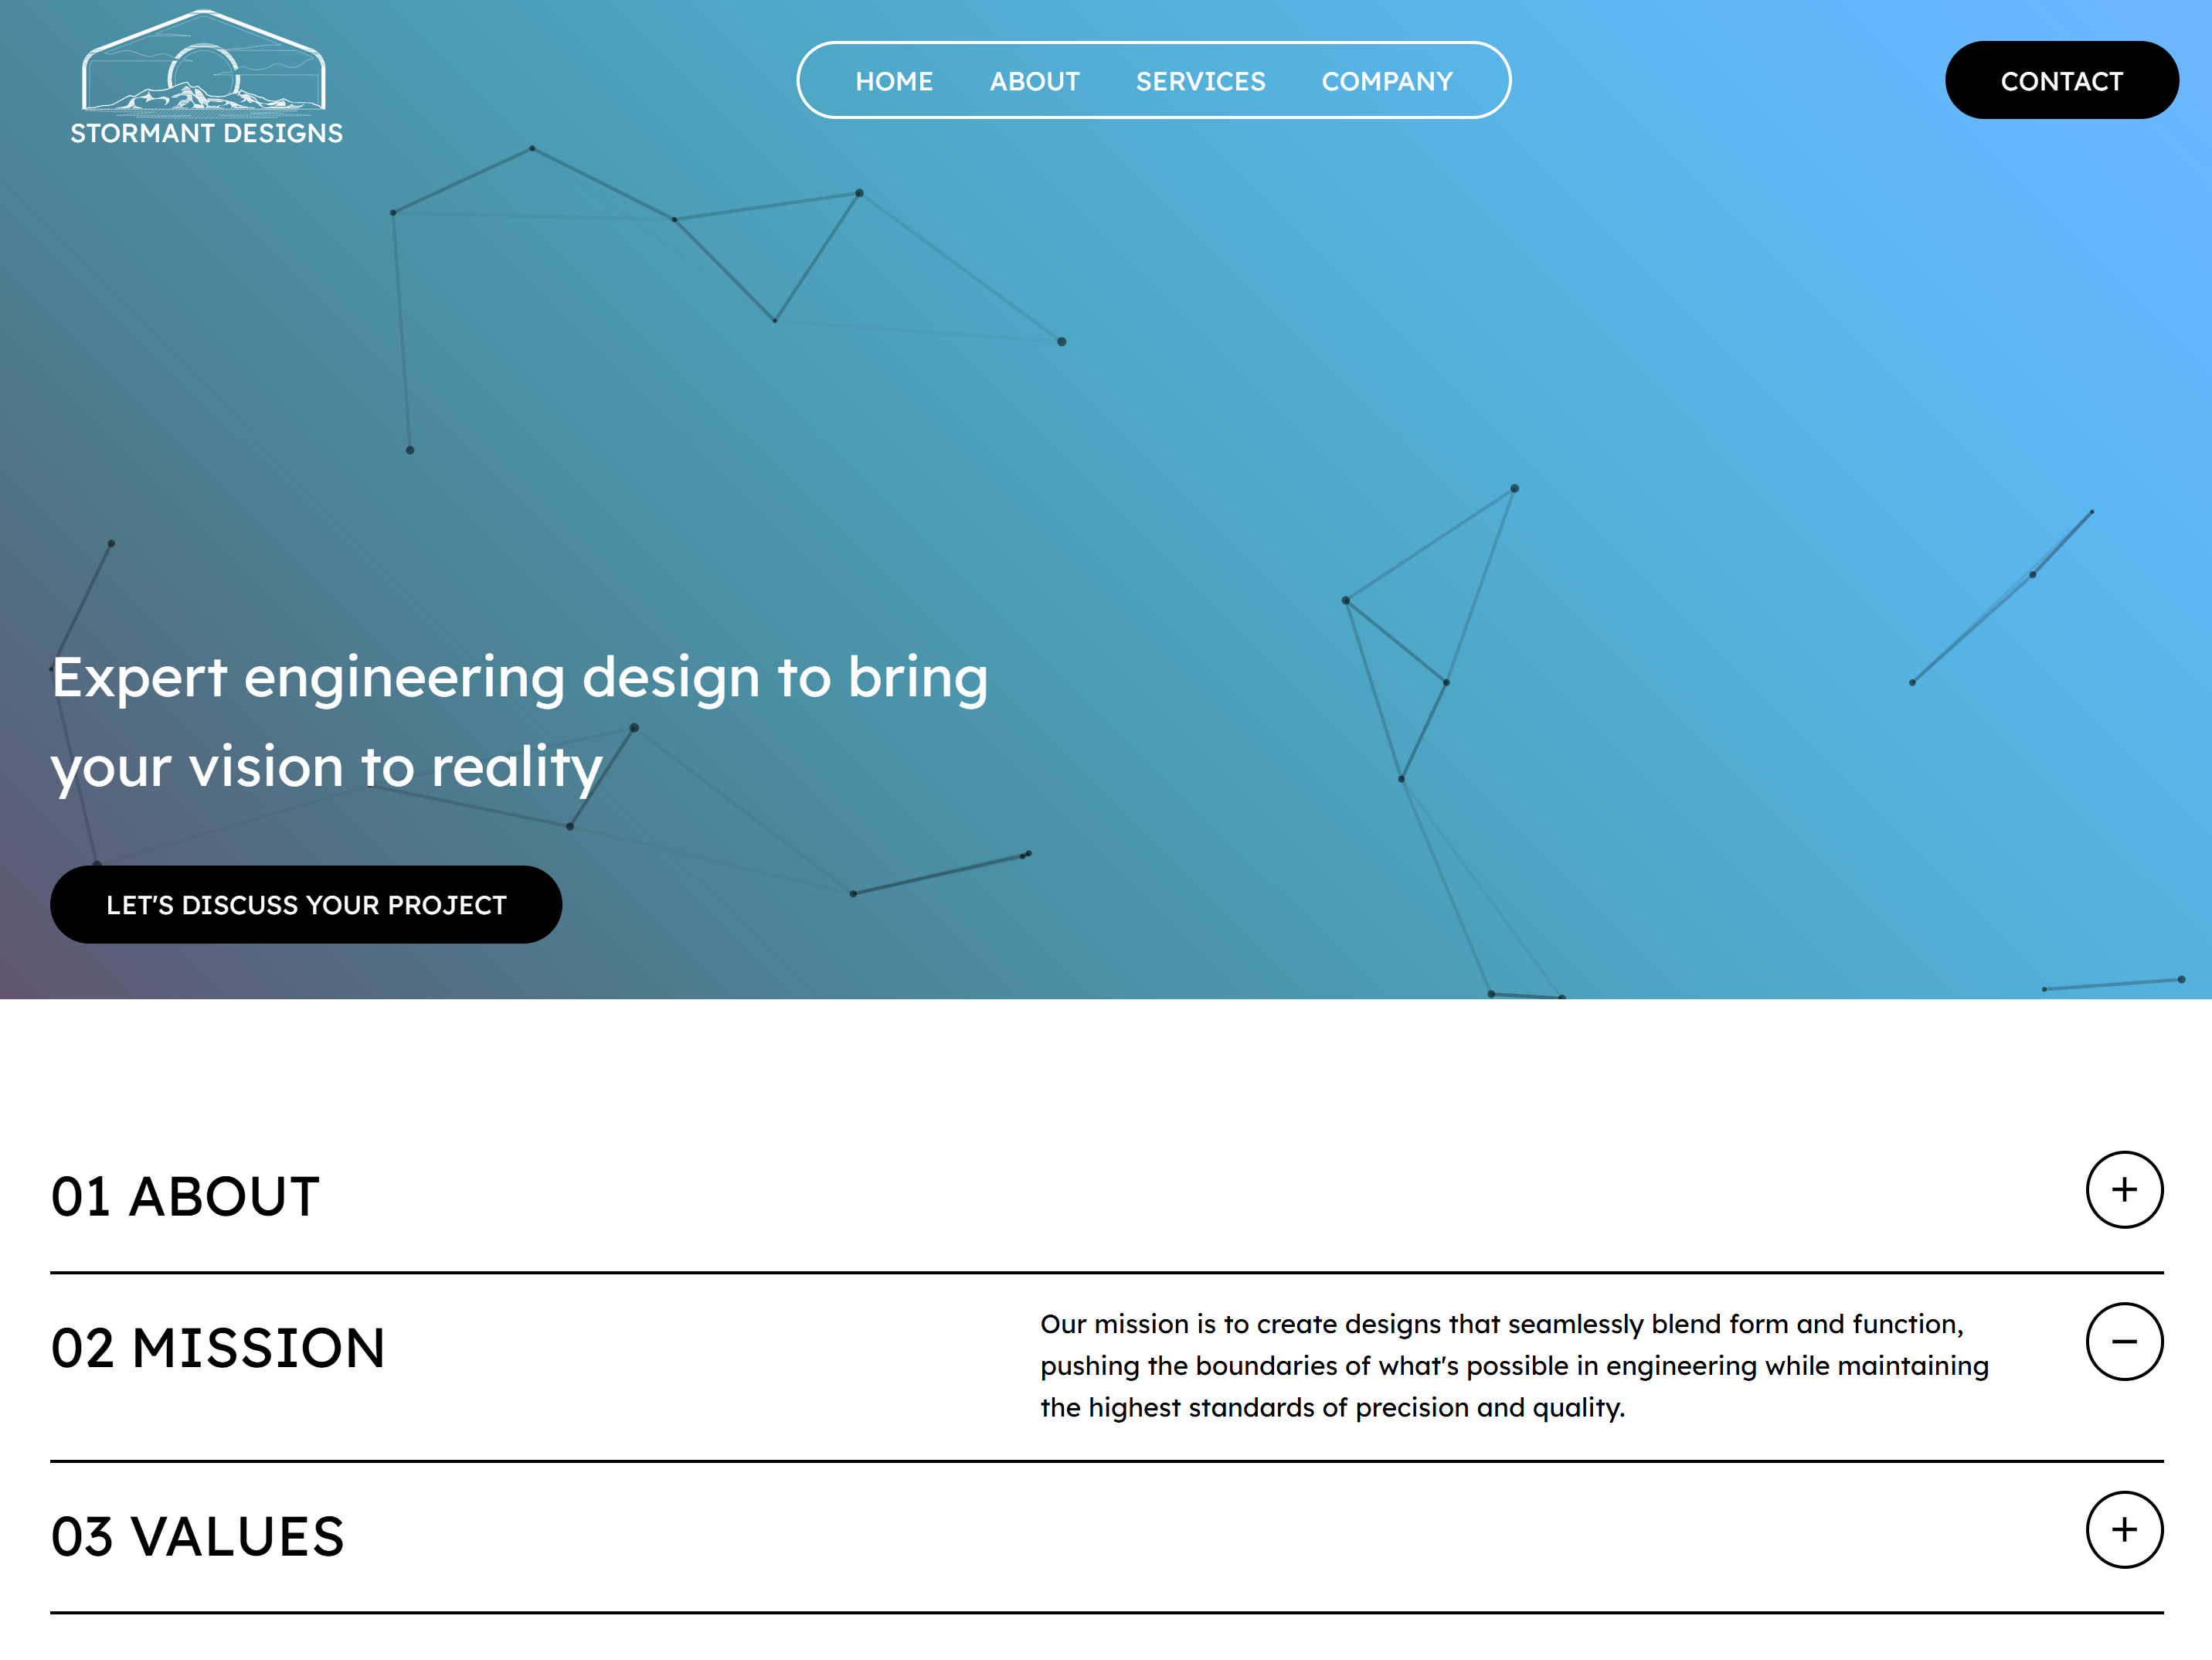 STORMANT DESIGNS
HOME ABOUT SERVICES COMPANY
CONTACT
Expert engineering design to bring
your vision to reality
LET'S DISCUSS YOUR PROJECT
01 ABOUT
+
02 MISSION
Our mission is to create designs that seamlessly blend form and function,
pushing the boundaries of what's possible in engineering while maintaining
the highest standards of precision and quality.
−
03 VALUES
+